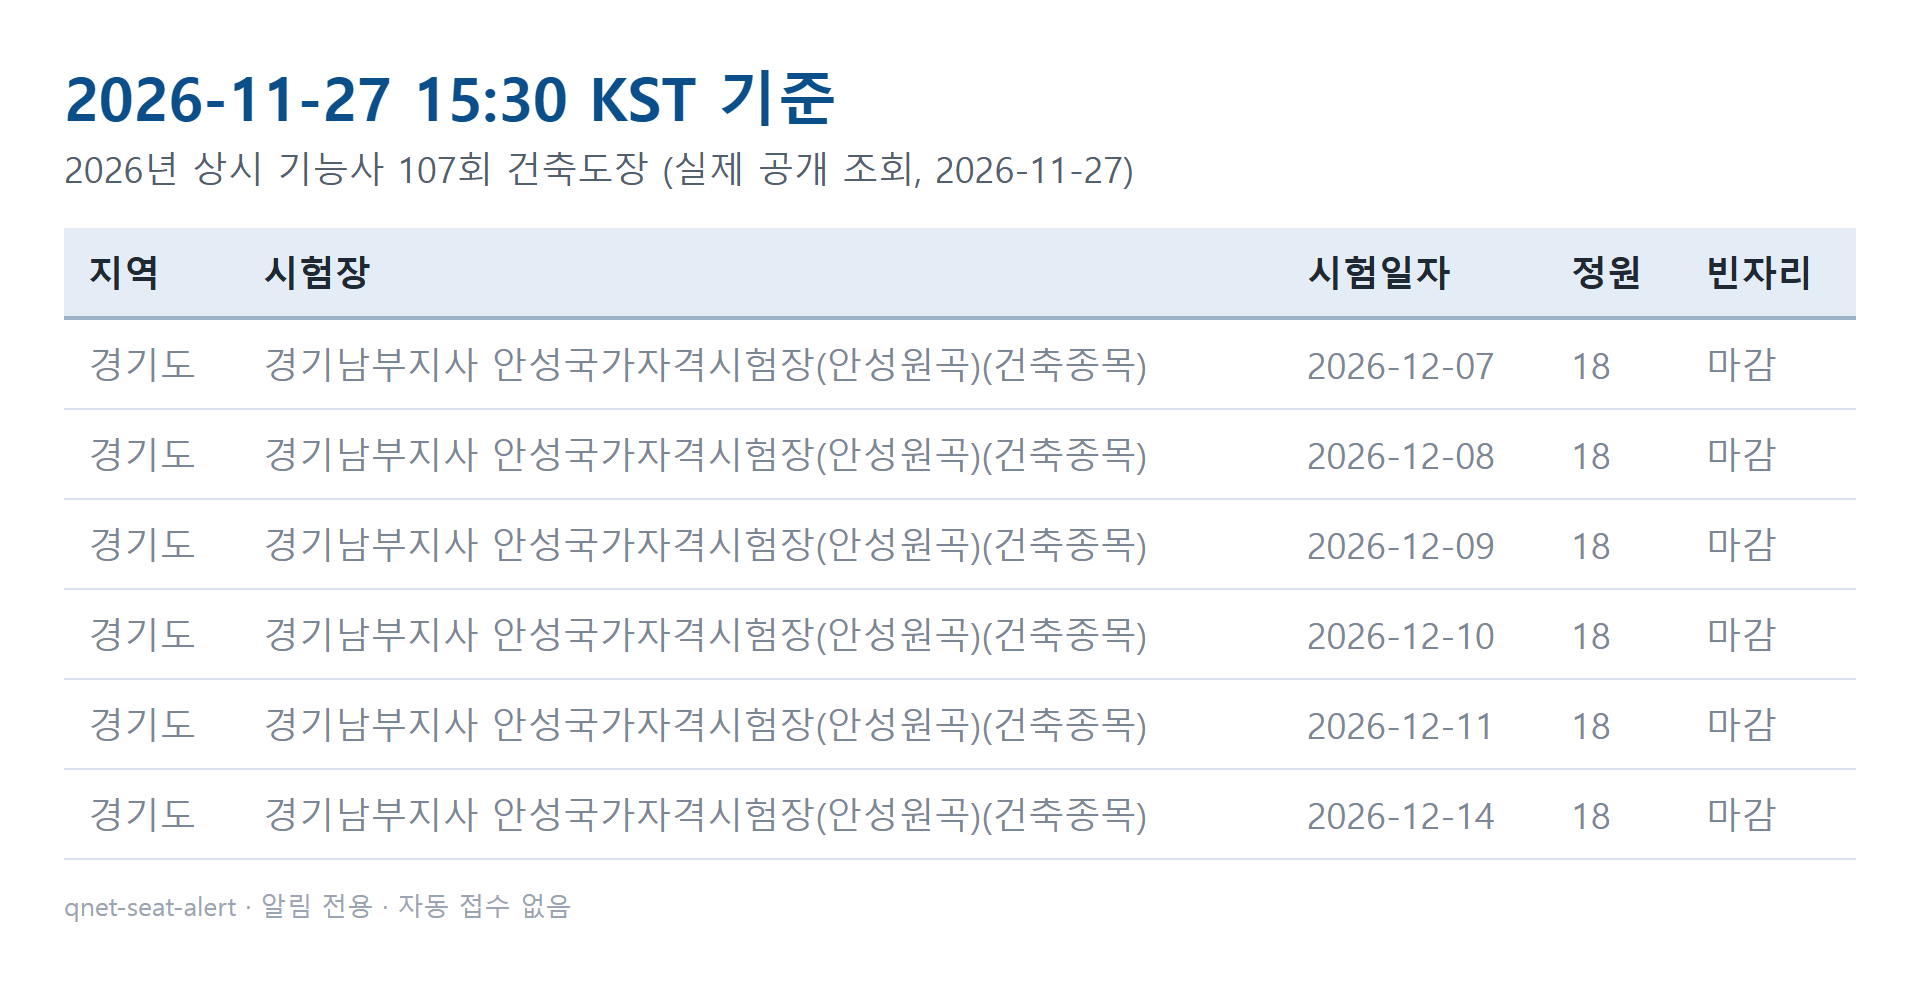 2026-11-27 15:30 KST 기준
2026년 상시 기능사 107회 건축도장 (실제 공개 조회, 2026-11-27)
지역 시험장 시험일자 정원 빈자리
경기도 경기남부지사 안성국가자격시험장(안성원곡)(건축종목) 2026-12-07 18 마감
경기도 경기남부지사 안성국가자격시험장(안성원곡)(건축종목) 2026-12-08 18 마감
경기도 경기남부지사 안성국가자격시험장(안성원곡)(건축종목) 2026-12-09 18 마감
경기도 경기남부지사 안성국가자격시험장(안성원곡)(건축종목) 2026-12-10 18 마감
경기도 경기남부지사 안성국가자격시험장(안성원곡)(건축종목) 2026-12-11 18 마감
경기도 경기남부지사 안성국가자격시험장(안성원곡)(건축종목) 2026-12-14 18 마감
qnet-seat-alert · 알림 전용 · 자동 접수 없음